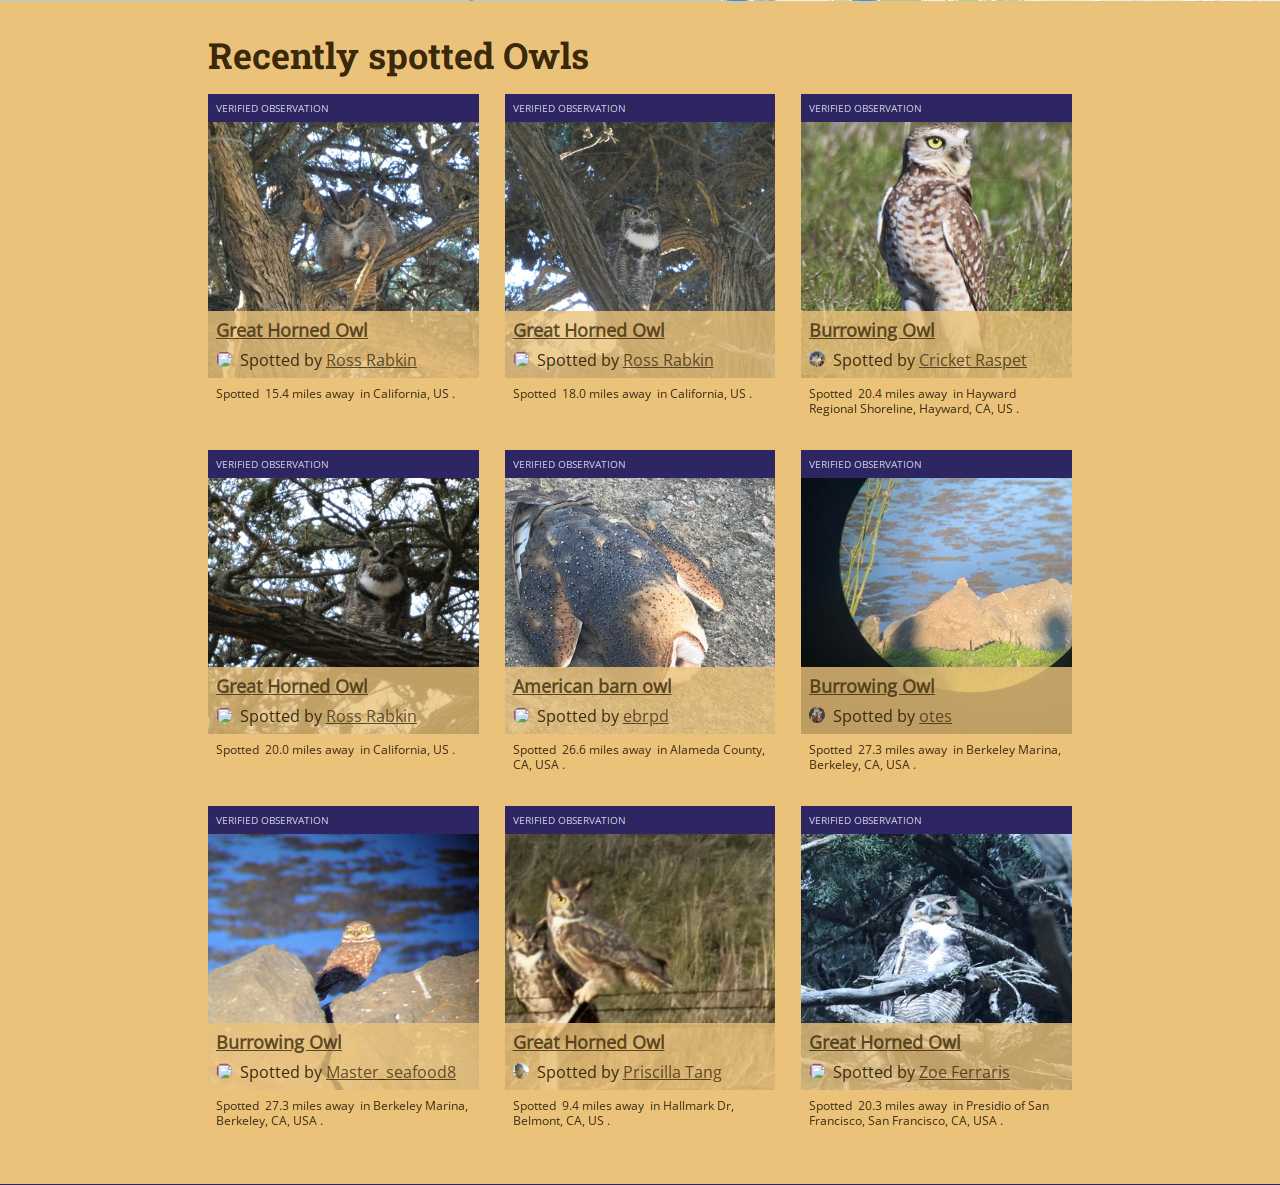 Recently spotted Owls
VERIFIED OBSERVATION
Great Horned Owl
Spotted by Ross Rabkin
Spotted 15.4 miles away in California, US .
VERIFIED OBSERVATION
Great Horned Owl
Spotted by Ross Rabkin
Spotted 18.0 miles away in California, US .
VERIFIED OBSERVATION
Burrowing Owl
Spotted by Cricket Raspet
Spotted 20.4 miles away in Hayward
Regional Shoreline, Hayward, CA, US .
VERIFIED OBSERVATION
Great Horned Owl
Spotted by Ross Rabkin
Spotted 20.0 miles away in California, US .
VERIFIED OBSERVATION
American barn owl
Spotted by ebrpd
Spotted 26.6 miles away in Alameda County,
CA, USA .
VERIFIED OBSERVATION
Burrowing Owl
Spotted by otes
Spotted 27.3 miles away in Berkeley Marina,
Berkeley, CA, USA .
VERIFIED OBSERVATION
Burrowing Owl
Spotted by Master_seafood8
Spotted 27.3 miles away in Berkeley Marina,
Berkeley, CA, USA .
VERIFIED OBSERVATION
Great Horned Owl
Spotted by Priscilla Tang
Spotted 9.4 miles away in Hallmark Dr,
Belmont, CA, US .
VERIFIED OBSERVATION
Great Horned Owl
Spotted by Zoe Ferraris
Spotted 20.3 miles away in Presidio of San
Francisco, San Francisco, CA, USA .